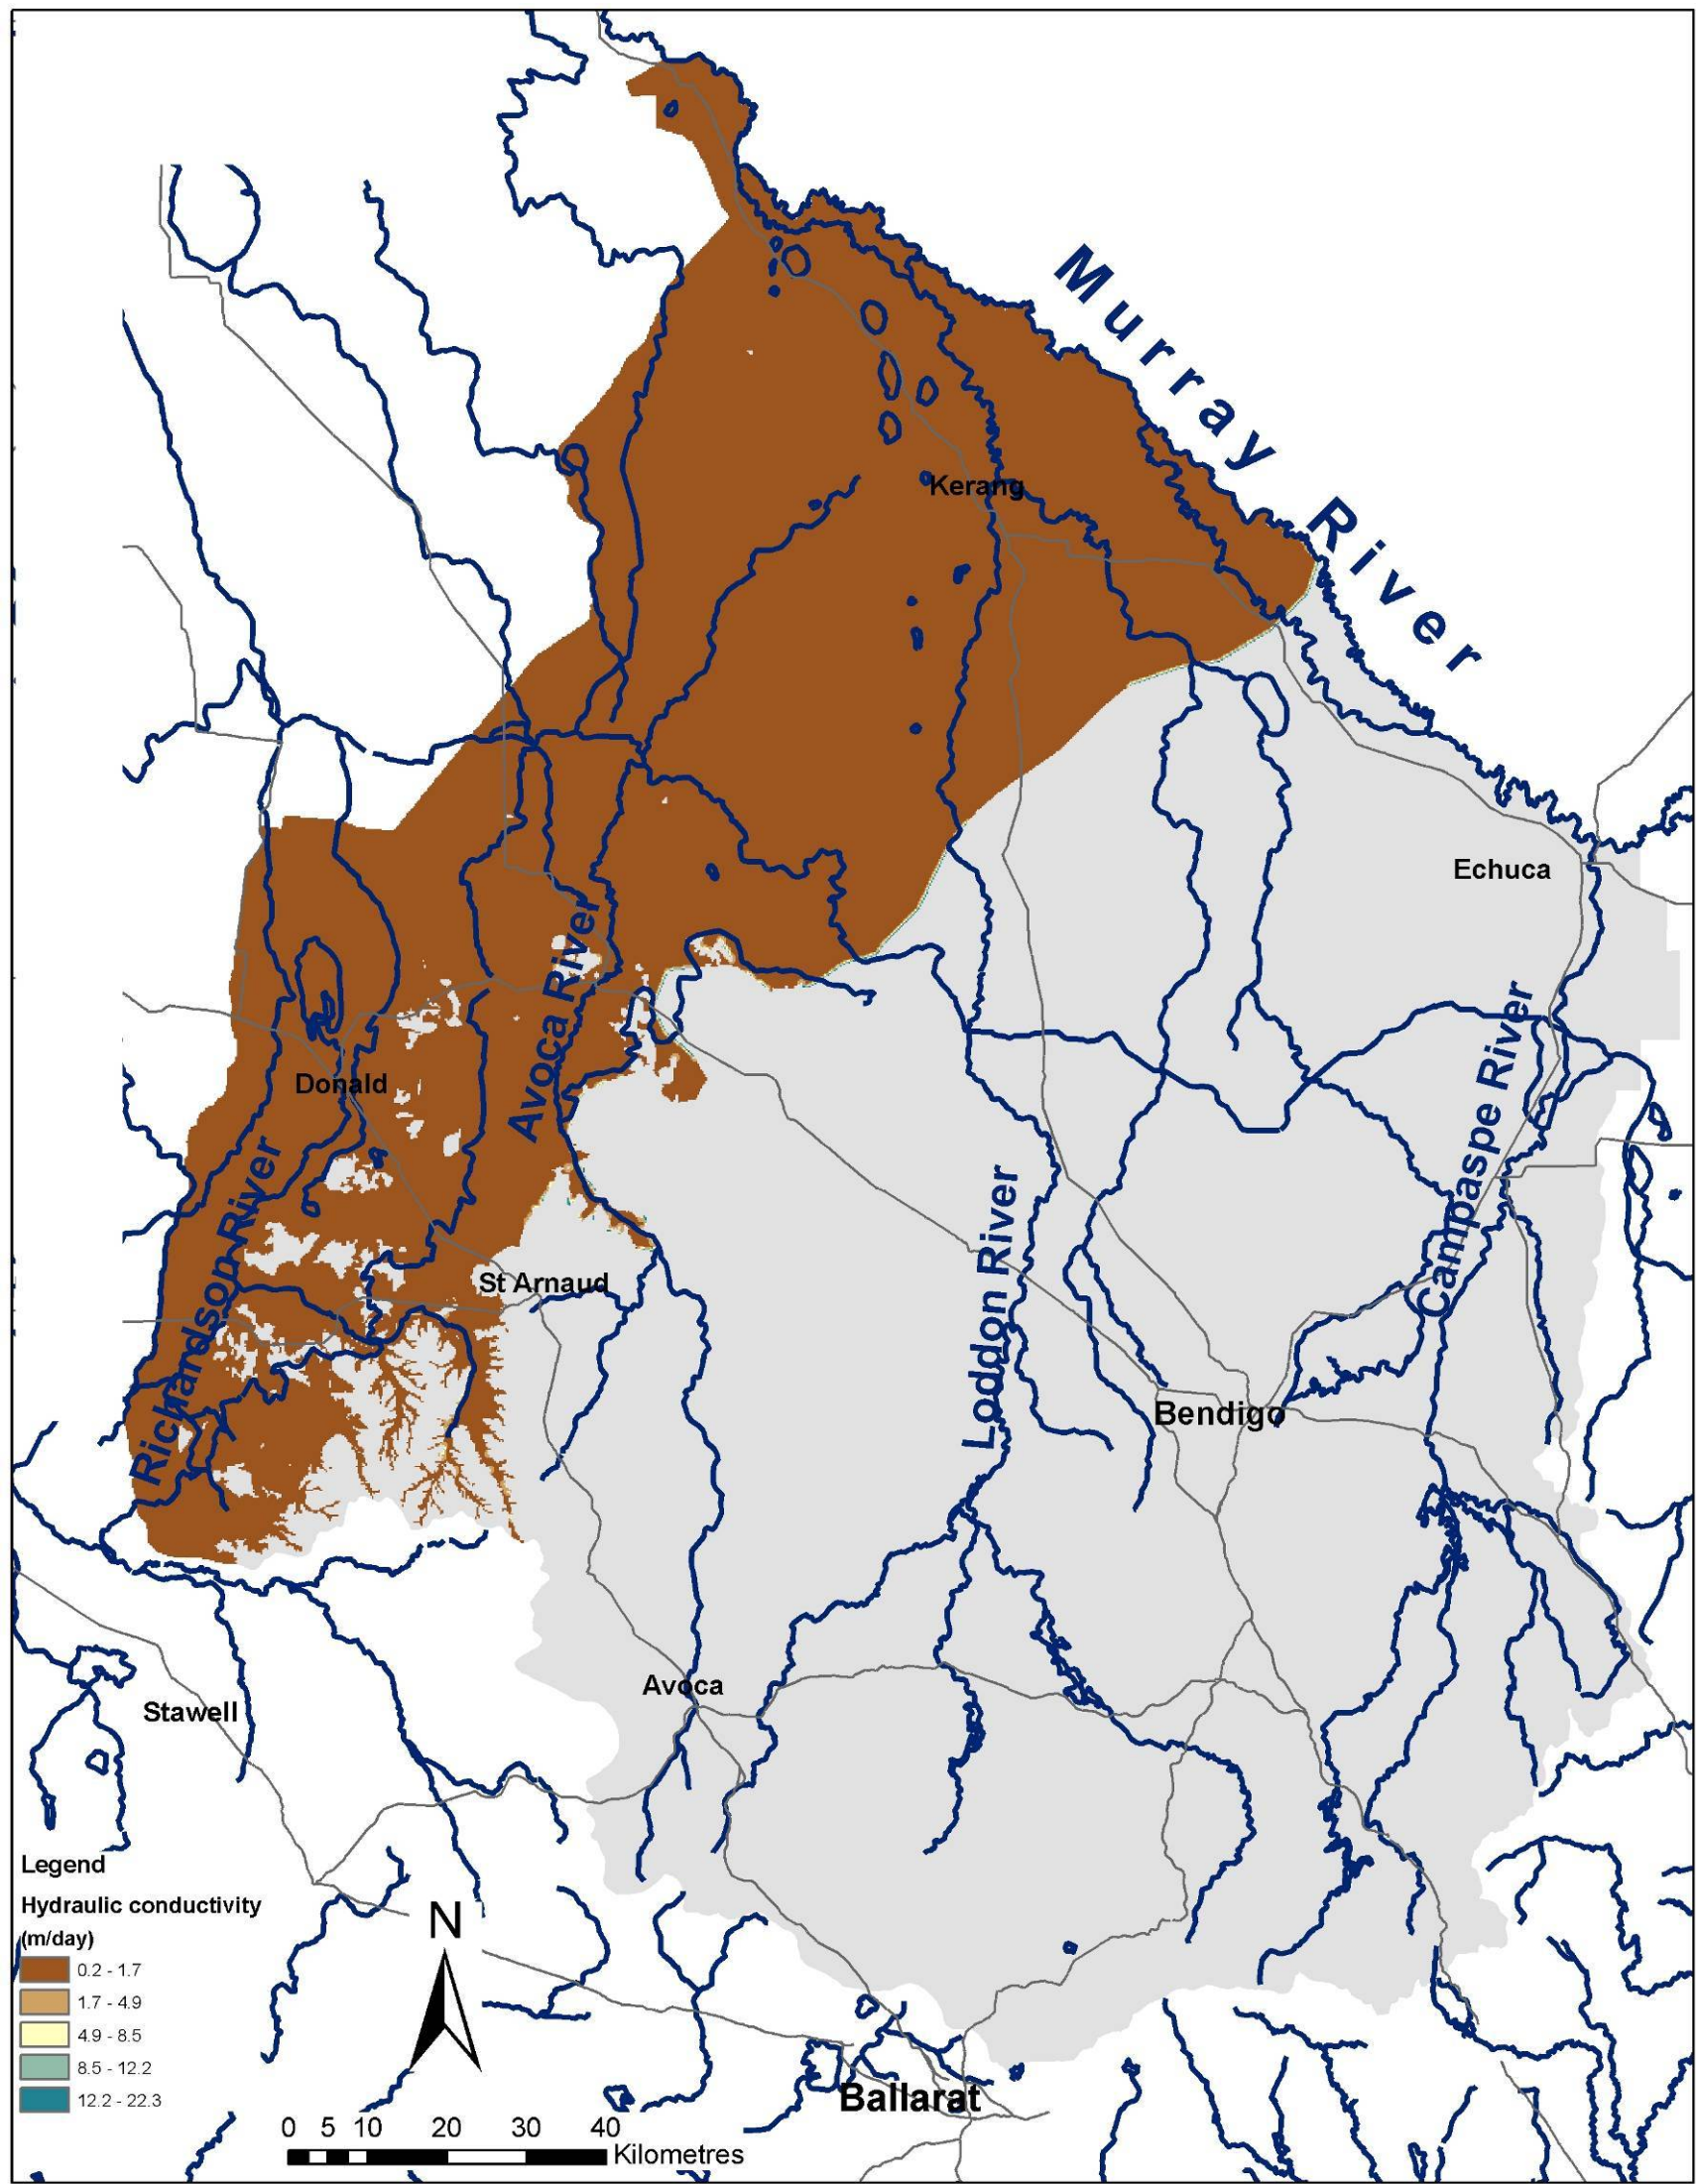 Murray River
Kerang
Echuca
Avoca River
Campaspe River
Donald
Richardson River
Loddon River
St Arnaud
Bendigo
Avoca
Stawell
Legend
Hydraulic conductivity
(m/day)
0.2 - 1.7
1.7 - 4.9
4.9 - 8.5
8.5 - 12.2
12.2 - 22.3
N
Ballarat
0 5 10 20 30 40
Kilometres